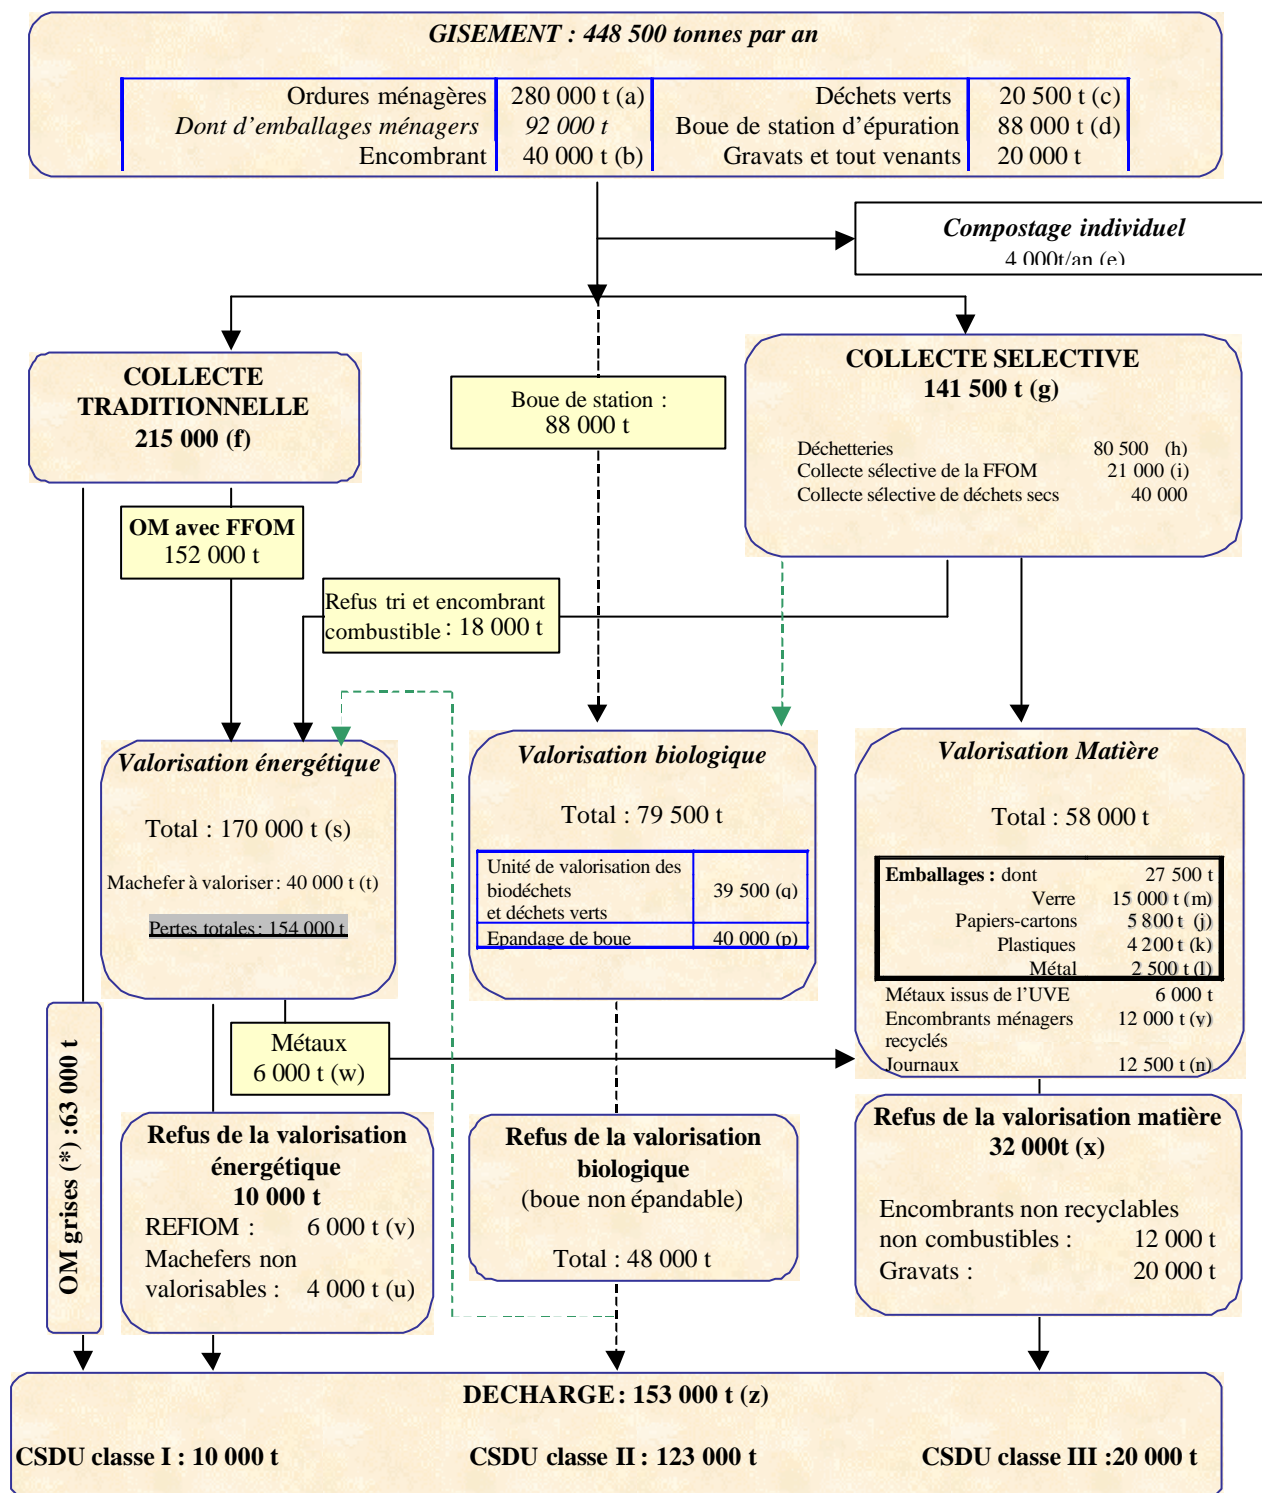 GISEMENT : 448 500 tonnes par an
Ordures ménagères 280 000 t (a) Déchets verts 20 500 t (c)
Dont d'emballages ménagers 92 000 t Boue de station d'épuration 88 000 t (d)
Encombrant 40 000 t (b) Gravats et tout venants 20 000 t
Compostage individuel
4 000t/an (e)
COLLECTE
TRADITIONNELLE
215 000 (f)
Boue de station :
88 000 t
COLLECTE SELECTIVE
141 500 t (g)
Déchetteries 80 500 (h)
Collecte sélective de la FFOM 21 000 (i)
Collecte sélective de déchets secs 40 000
OM avec FFOM
152 000 t
Refus tri et encombrant
combustible : 18 000 t
Valorisation énergétique
Total : 170 000 t (s)
Machefer à valoriser : 40 000 t (t)
Pertes totales : 154 000 t
Valorisation biologique
Total : 79 500 t
Unité de valorisation des
biodéchets
et déchets verts 39 500 (q)
Epandage de boue 40 000 (p)
Valorisation Matière
Total : 58 000 t
Emballages : dont 27 500 t
Verre 15 000 t (m)
Papiers-cartons 5 800 t (j)
Plastiques 4 200 t (k)
Métal 2 500 t (l)
Métaux issus de l'UVE 6 000 t
Encombrants ménagers 12 000 t (y)
recyclés
Journaux 12 500 t (n)
Métaux
6 000 t (w)
OM grises (*) :63 000 t
Refus de la valorisation
énergétique
10 000 t
REFIOM : 6 000 t (v)
Machefers non
valorisables : 4 000 t (u)
Refus de la valorisation
biologique
(boue non épandable)
Total : 48 000 t
Refus de la valorisation matière
32 000t (x)
Encombrants non recyclables
non combustibles : 12 000 t
Gravats : 20 000 t
DECHARGE : 153 000 t (z)
CSDU classe I : 10 000 t CSDU classe II : 123 000 t CSDU classe III :20 000 t